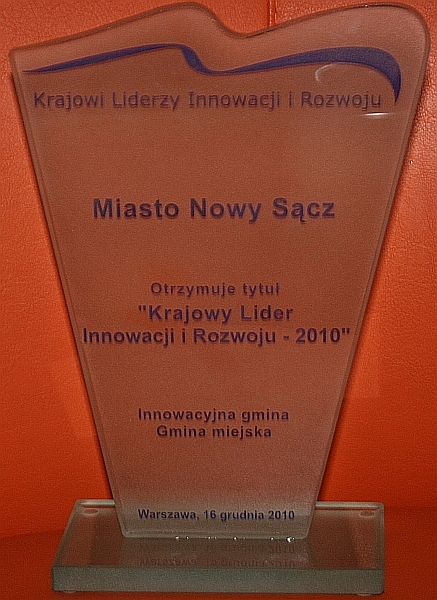 Krajowi Liderzy Innowacji i Rozwoju
Miasto Nowy Sącz
Otrzymuje tytuł
"Krajowy Lider
Innowacji i Rozwoju - 2010"
Innowacyjna gmina
Gmina miejska
Warszawa, 16 grudnia 2010